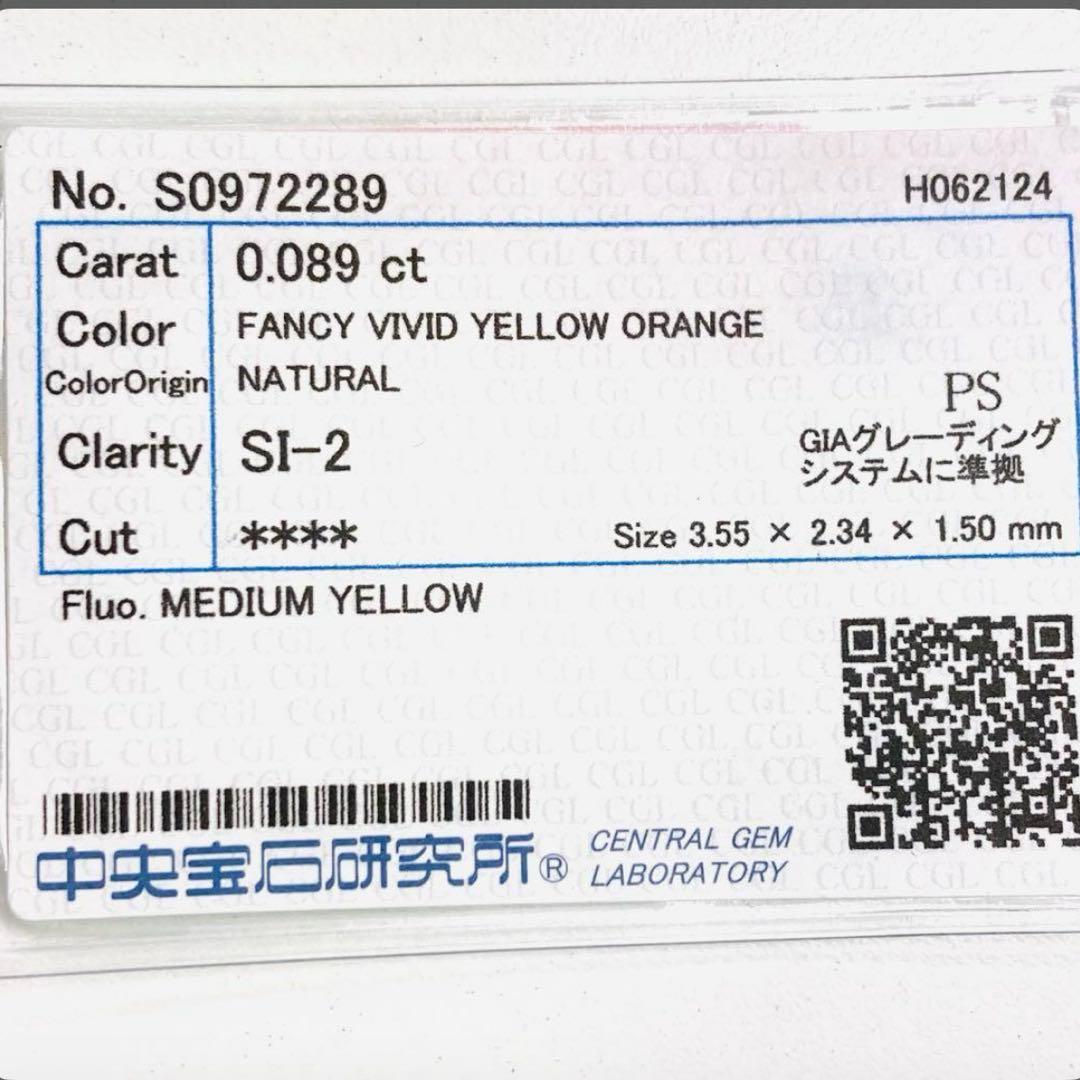 No. S0972289 H062124
Carat 0.089 ct
Color FANCY VIVID YELLOW ORANGE
ColorOrigin NATURAL
PS
Clarity SI-2
GIAグレーディング
システムに準拠
Cut **** Size 3.55 × 2.34 × 1.50 mm
Fluo. MEDIUM YELLOW
中央宝石研究所® CENTRAL GEM
LABORATORY